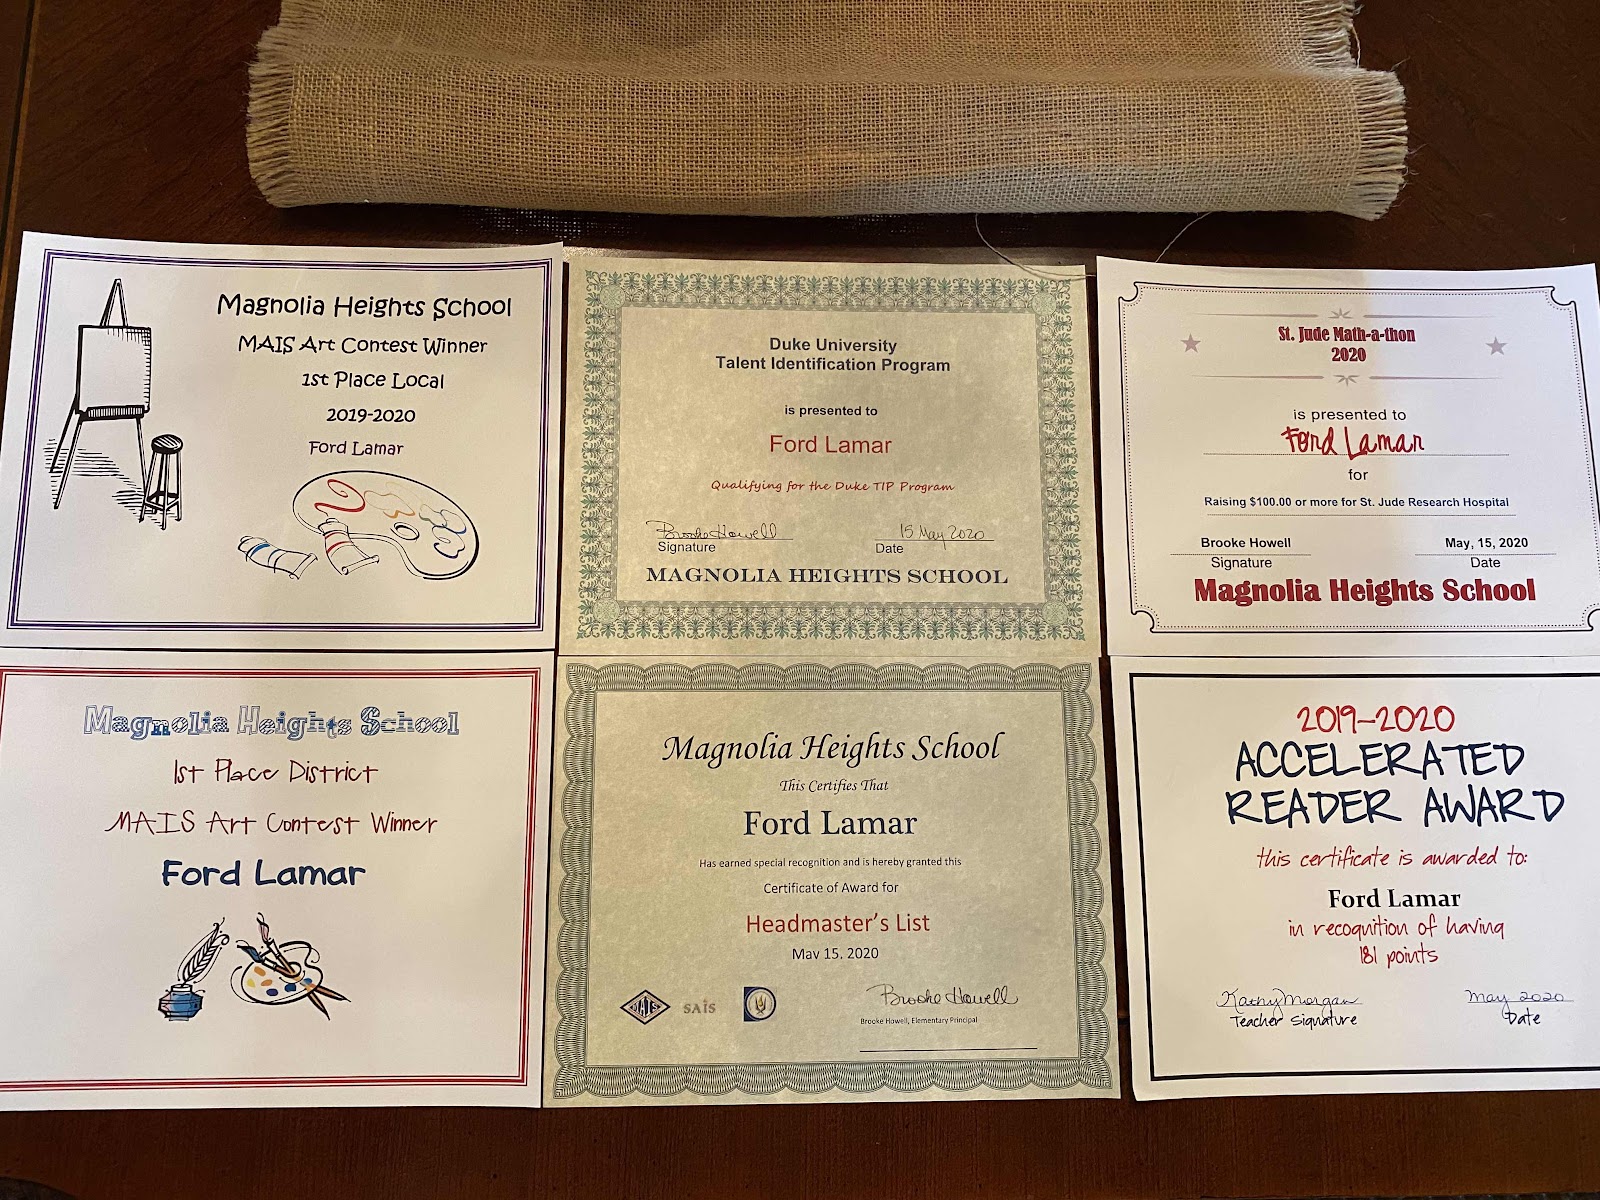 Magnolia Heights School
MAIS Art Contest Winner
1st Place Local
2019-2020
Ford Lamar
Duke University
Talent Identification Program
is presented to
Ford Lamar
Qualifying for the Duke TIP Program
Brooke Howell
15 May 2020
Signature
Date
MAGNOLIA HEIGHTS SCHOOL
St. Jude Math-a-thon
2020
is presented to
Ford Lamar
for
Raising $100.00 or more for St. Jude Research Hospital
Brooke Howell
May, 15, 2020
Signature
Date
Magnolia Heights School
Magnolia Heights School
1st Place District
MAIS Art Contest Winner
Ford Lamar
Magnolia Heights School
This Certifies That
Ford Lamar
Has earned special recognition and is hereby granted this
Certificate of Award for
Headmaster's List
May 15, 2020
MAIS
SAIS
Brooke Howell
Brooke Howell, Elementary Principal
2019-2020
ACCELERATED
READER AWARD
this certificate is awarded to:
Ford Lamar
in recognition of having
181 points
Kathy Morgan
May 2020
Teacher Signature
Date